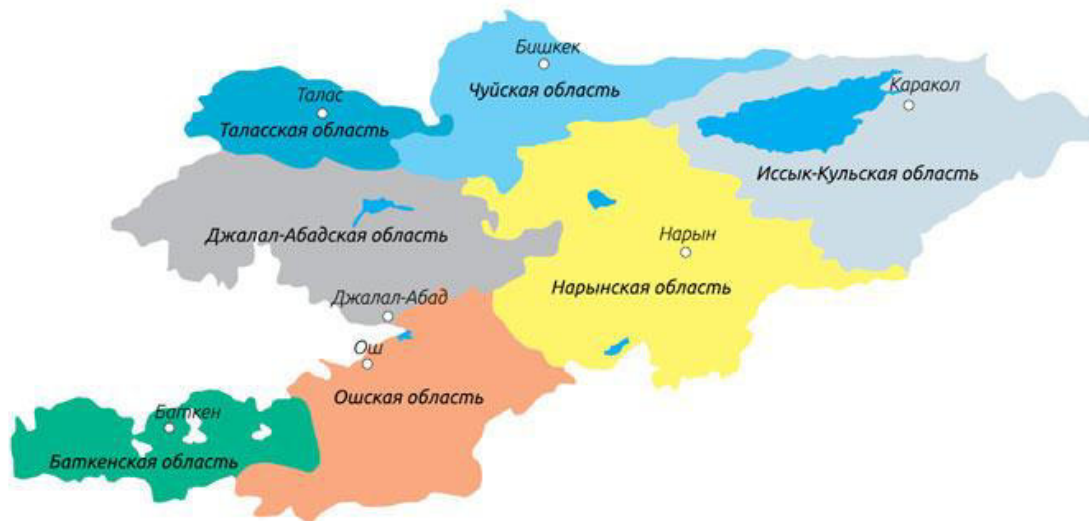 Бишкек
Чуйская область
Каракол
Талас
Таласская область
Иссык-Кульская область
Джалал-Абадская область
Нарын
Нарынская область
Джалал-Абад
Ош
Ошская область
Баткен
Баткенская область